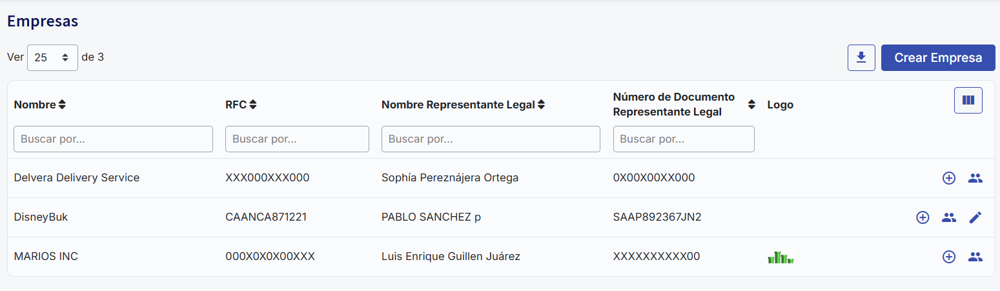 Empresas
Ver 25 de 3
Crear Empresa
Nombre RFC Nombre Representante Legal Número de Documento Representante Legal Logo
Buscar por... Buscar por... Buscar por... Buscar por...
Delvera Delivery Service XXX000XXX000 Sophía Pereznájera Ortega 0X00X00XX000
DisneyBuk CAANCA871221 PABLO SANCHEZ p SAAP892367JN2
MARIOS INC 000X0X0X00XXX Luis Enrique Guillen Juárez XXXXXXXXXX00